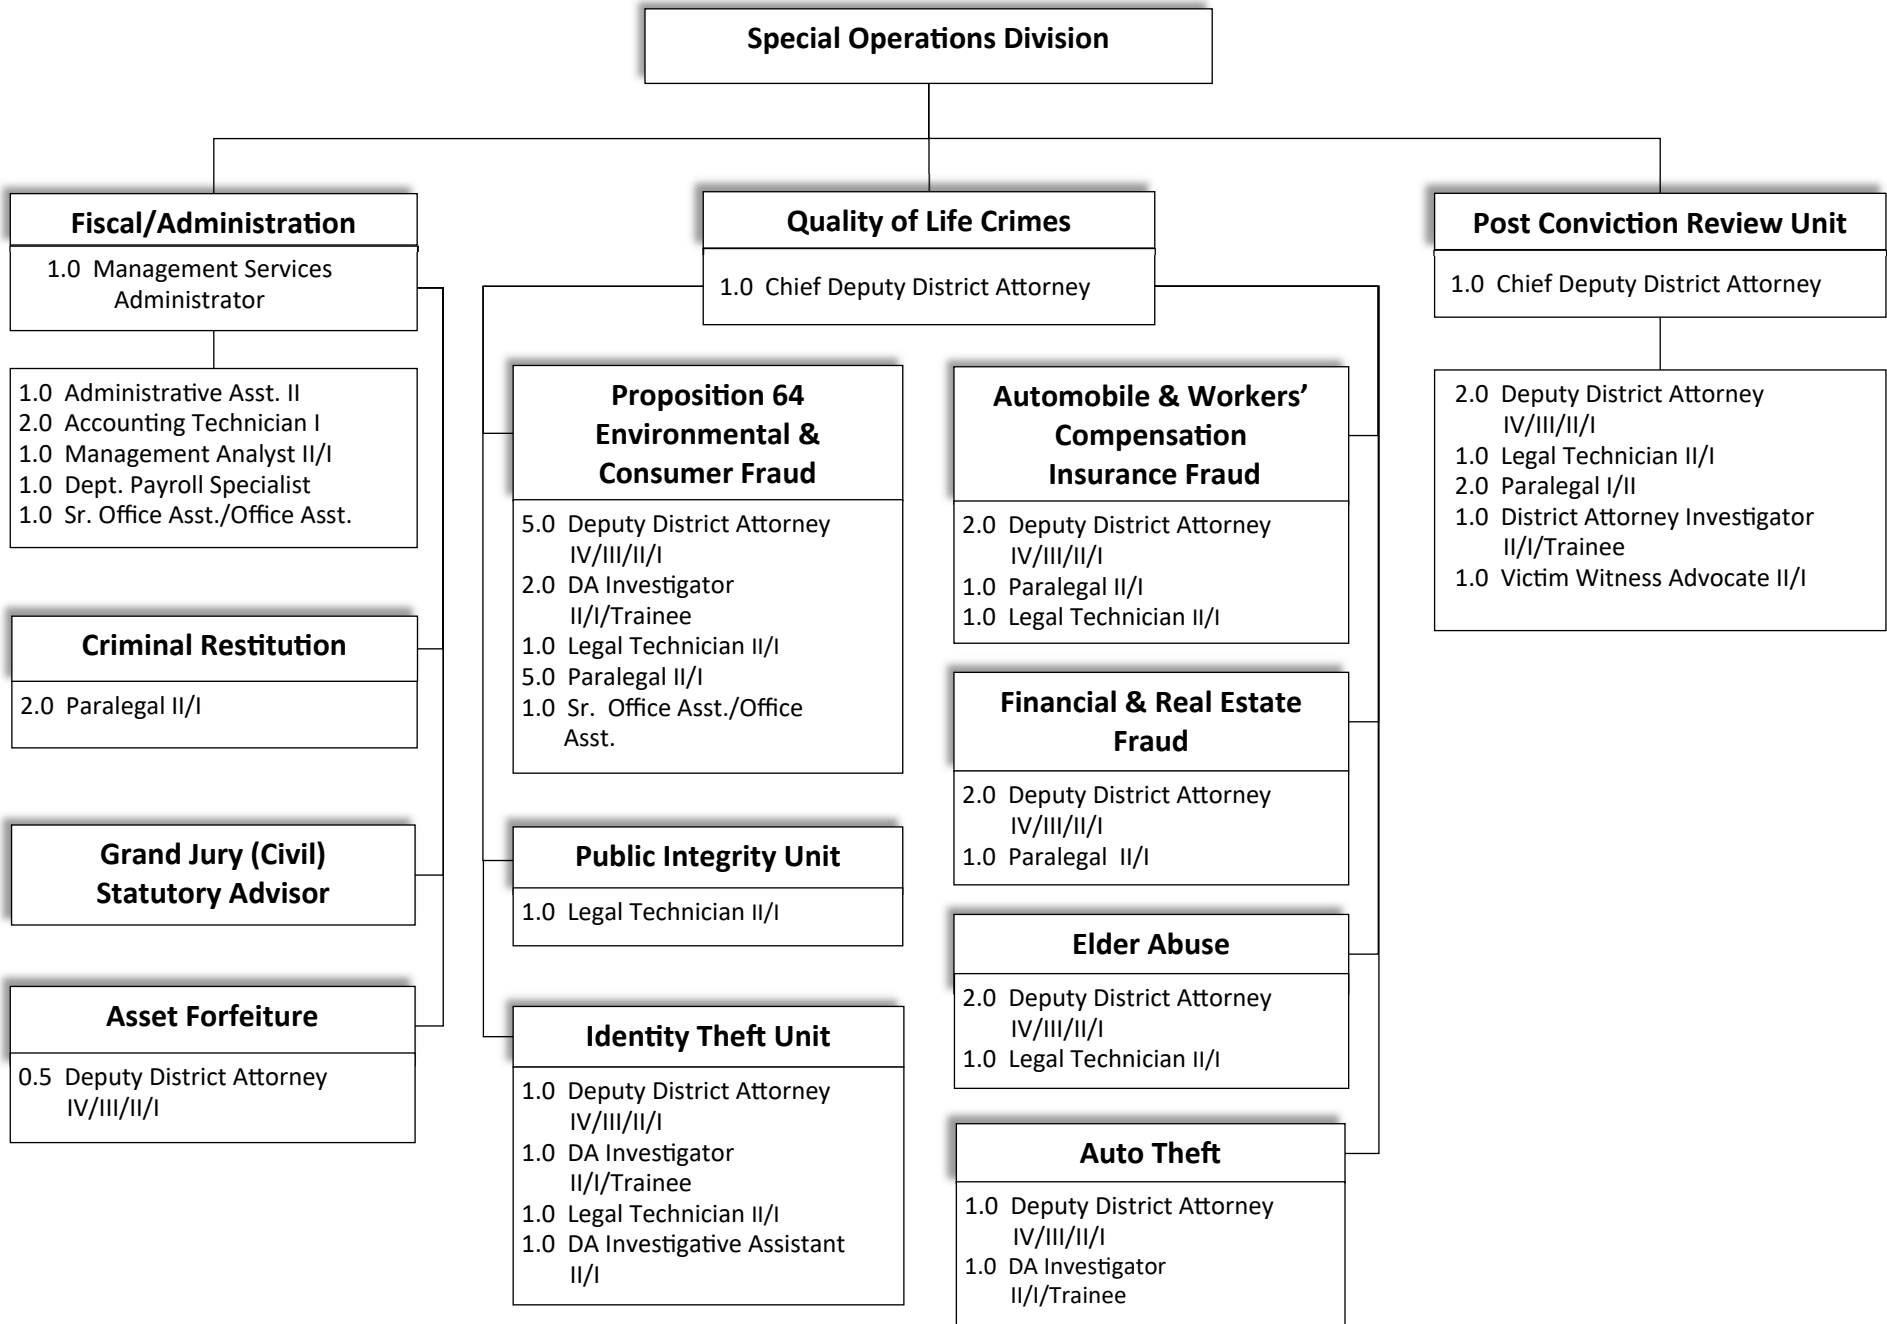 Special Operations Division
Fiscal/Administration
1.0 Management Services
Administrator
1.0 Administrative Asst. II
2.0 Accounting Technician I
1.0 Management Analyst II/I
1.0 Dept. Payroll Specialist
1.0 Sr. Office Asst./Office Asst.
Criminal Restitution
2.0 Paralegal II/I
Grand Jury (Civil)
Statutory Advisor
Asset Forfeiture
0.5 Deputy District Attorney
IV/III/II/I
Quality of Life Crimes
1.0 Chief Deputy District Attorney
Proposition 64
Environmental &
Consumer Fraud
5.0 Deputy District Attorney
IV/III/II/I
2.0 DA Investigator
II/I/Trainee
1.0 Legal Technician II/I
5.0 Paralegal II/I
1.0 Sr. Office Asst./Office
Asst.
Public Integrity Unit
1.0 Legal Technician II/I
Identity Theft Unit
1.0 Deputy District Attorney
IV/III/II/I
1.0 DA Investigator
II/I/Trainee
1.0 Legal Technician II/I
1.0 DA Investigative Assistant
II/I
Automobile & Workers’
Compensation
Insurance Fraud
2.0 Deputy District Attorney
IV/III/II/I
1.0 Paralegal II/I
1.0 Legal Technician II/I
Financial & Real Estate
Fraud
2.0 Deputy District Attorney
IV/III/II/I
1.0 Paralegal II/I
Elder Abuse
2.0 Deputy District Attorney
IV/III/II/I
1.0 Legal Technician II/I
Auto Theft
1.0 Deputy District Attorney
IV/III/II/I
1.0 DA Investigator
II/I/Trainee
Post Conviction Review Unit
1.0 Chief Deputy District Attorney
2.0 Deputy District Attorney
IV/III/II/I
1.0 Legal Technician II/I
2.0 Paralegal I/II
1.0 District Attorney Investigator
II/I/Trainee
1.0 Victim Witness Advocate II/I